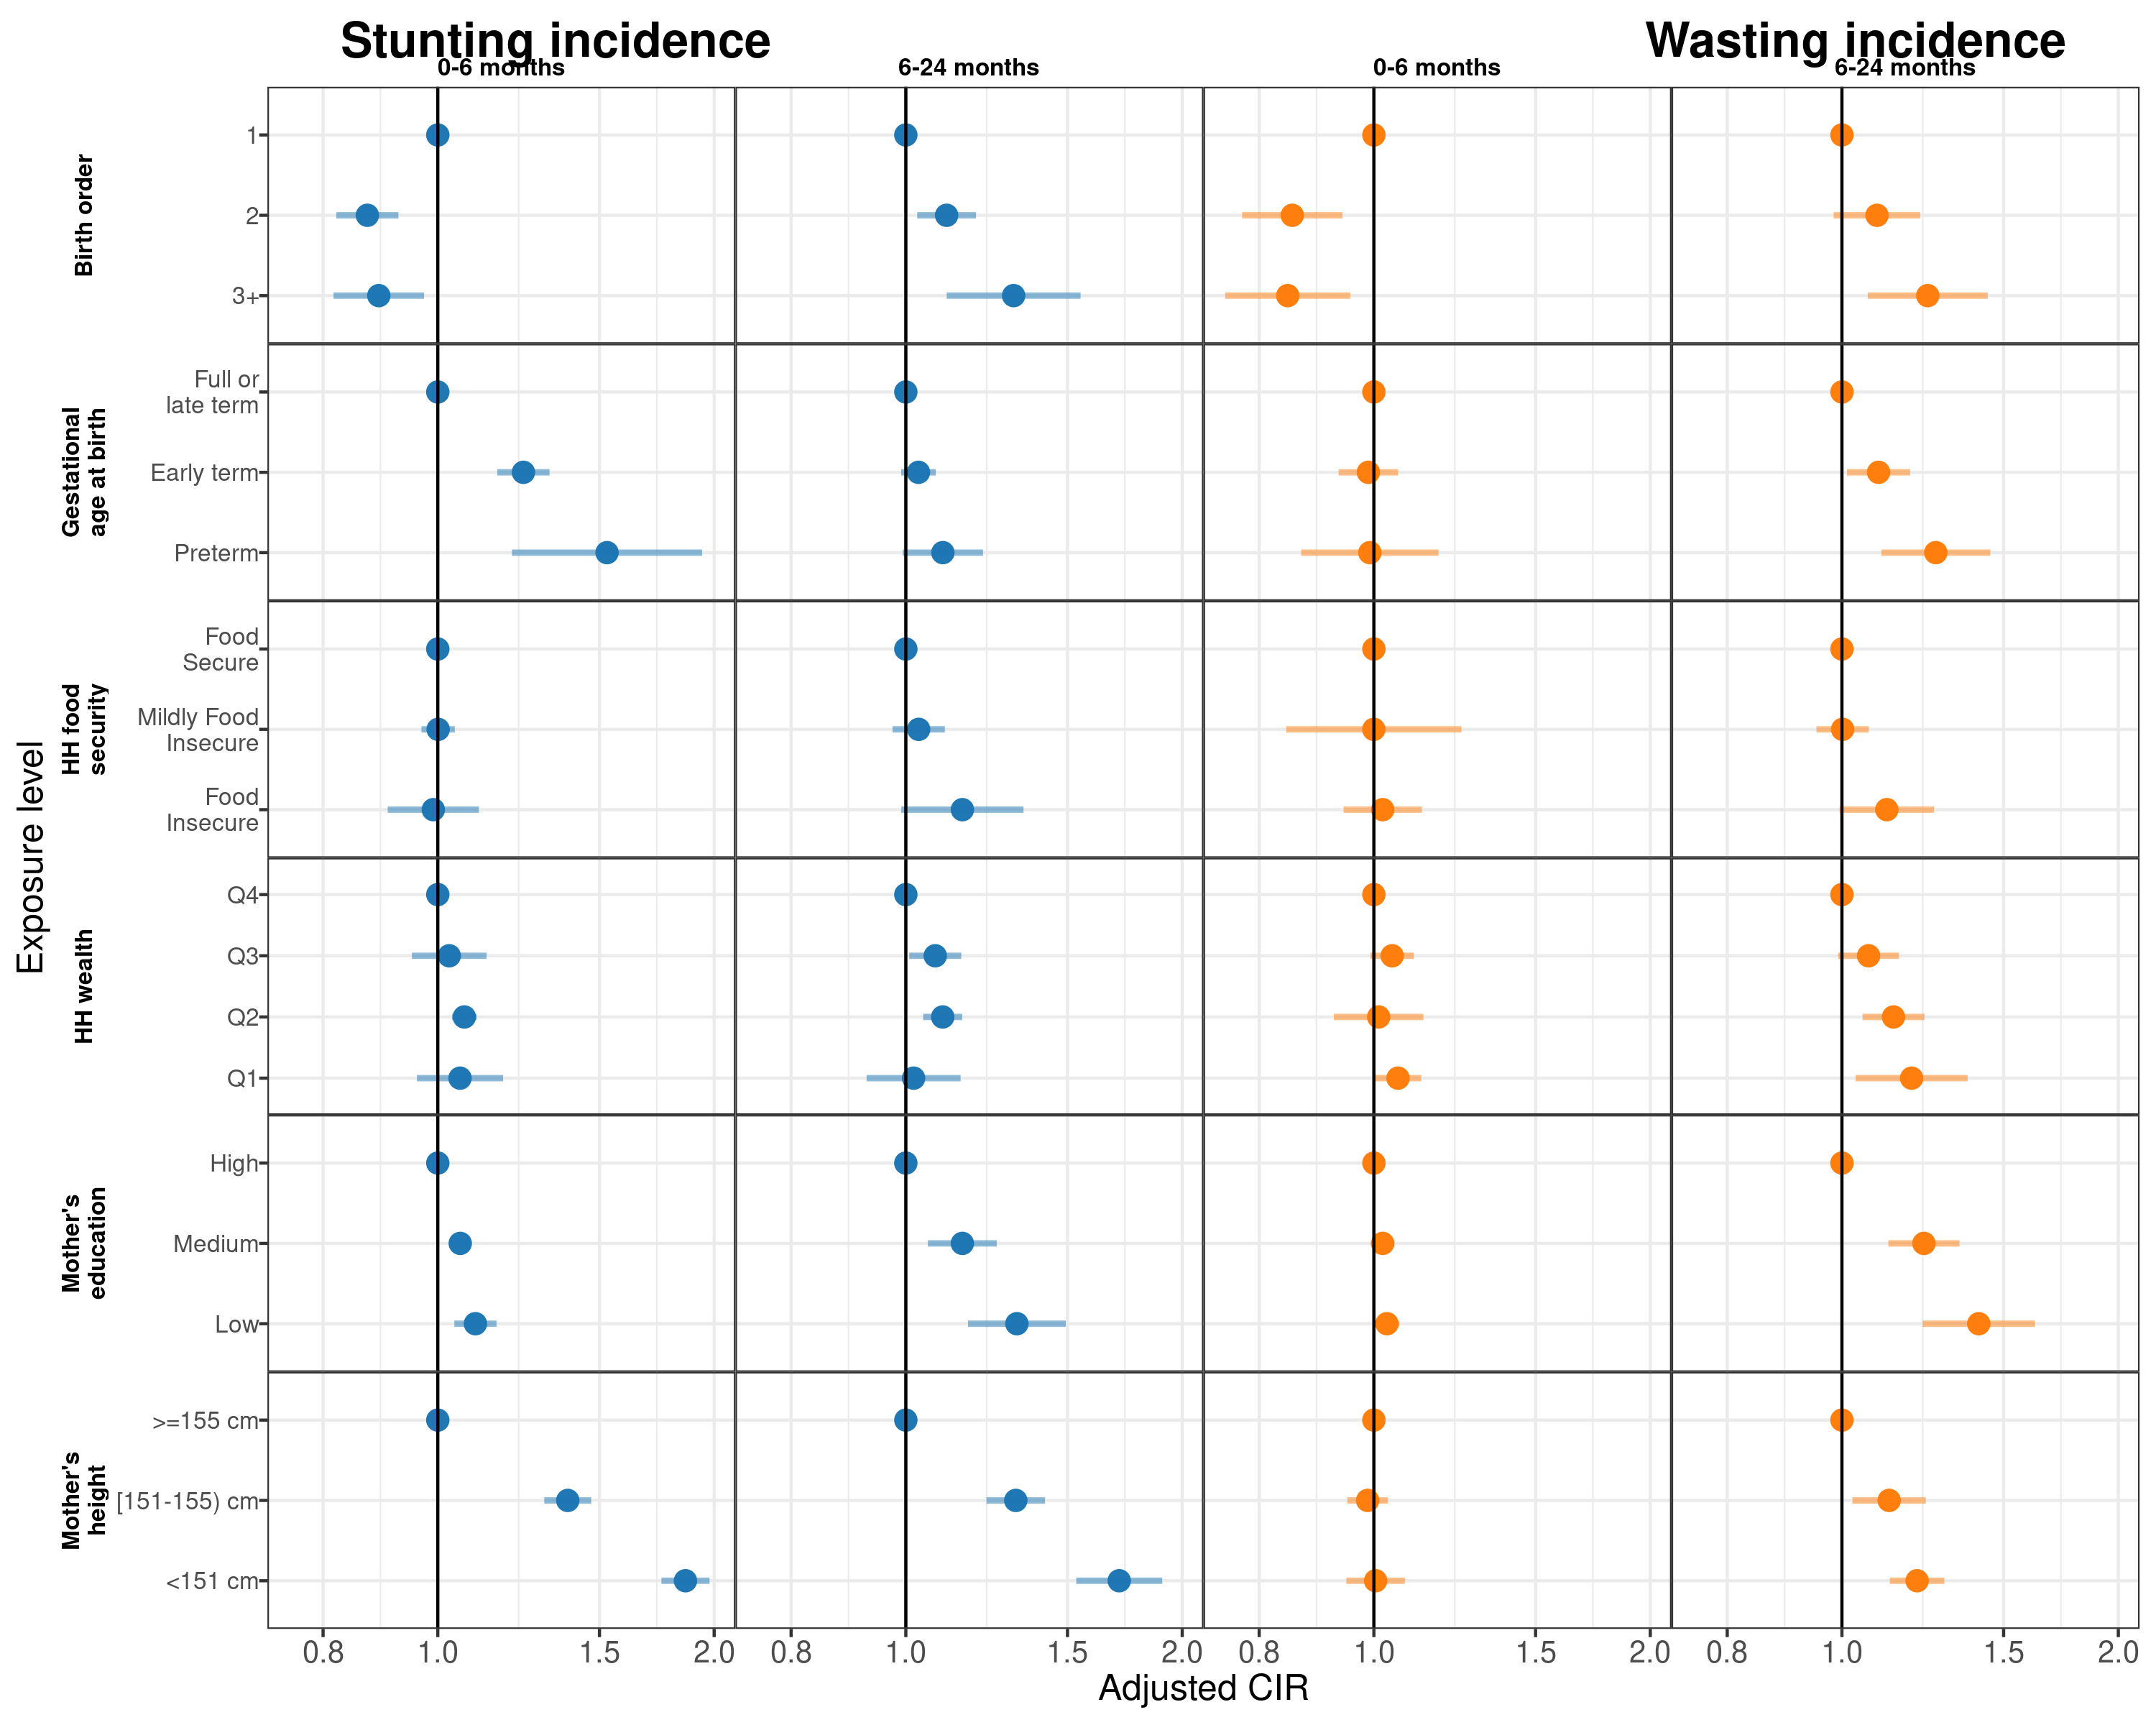 Stunting incidence
Wasting incidence
0-6 months
6-24 months
0-6 months
6-24 months
Exposure level
Birth order
1
2
3+
Gestational
age at birth
Full or
late term
Early term
Preterm
HH food
security
Food
Secure
Mildly Food
Insecure
Food
Insecure
HH wealth
Q4
Q3
Q2
Q1
Mother's
education
High
Medium
Low
Mother's
height
>=155 cm
[151-155) cm
<151 cm
0.8 1.0 1.5 2.0
0.8 1.0 1.5 2.0
0.8 1.0 1.5 2.0
0.8 1.0 1.5 2.0
Adjusted CIR